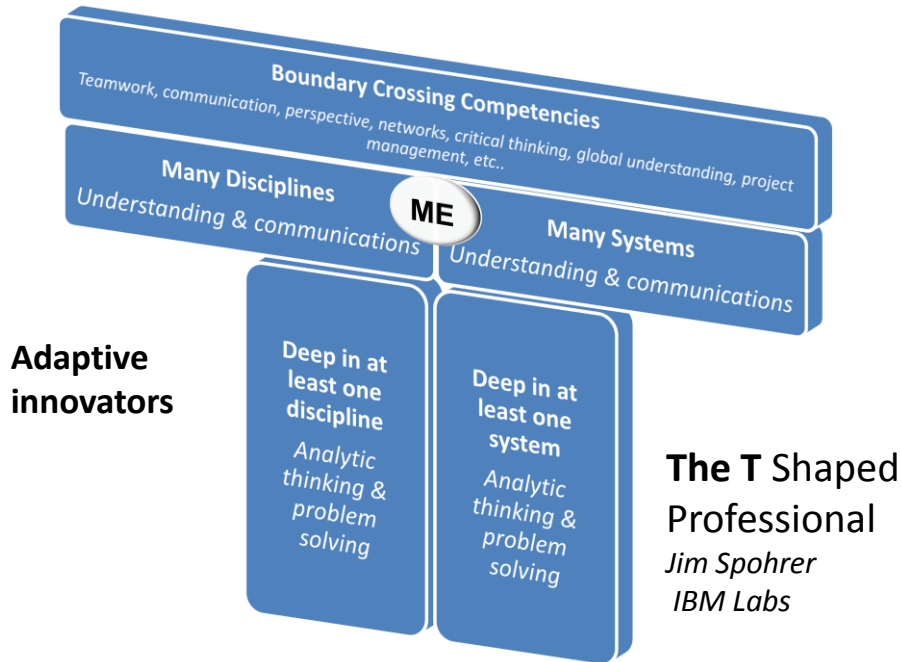 Boundary Crossing Competencies
Teamwork, communication, perspective, networks, critical thinking, global understanding, project
management, etc..
Many Disciplines
Understanding & communications
ME
Many Systems
Understanding & communications
Adaptive
innovators
Deep in at
least one
discipline
Analytic
thinking &
problem
solving
Deep in at
least one
system
Analytic
thinking &
problem
solving
The T Shaped
Professional
Jim Spohrer
IBM Labs